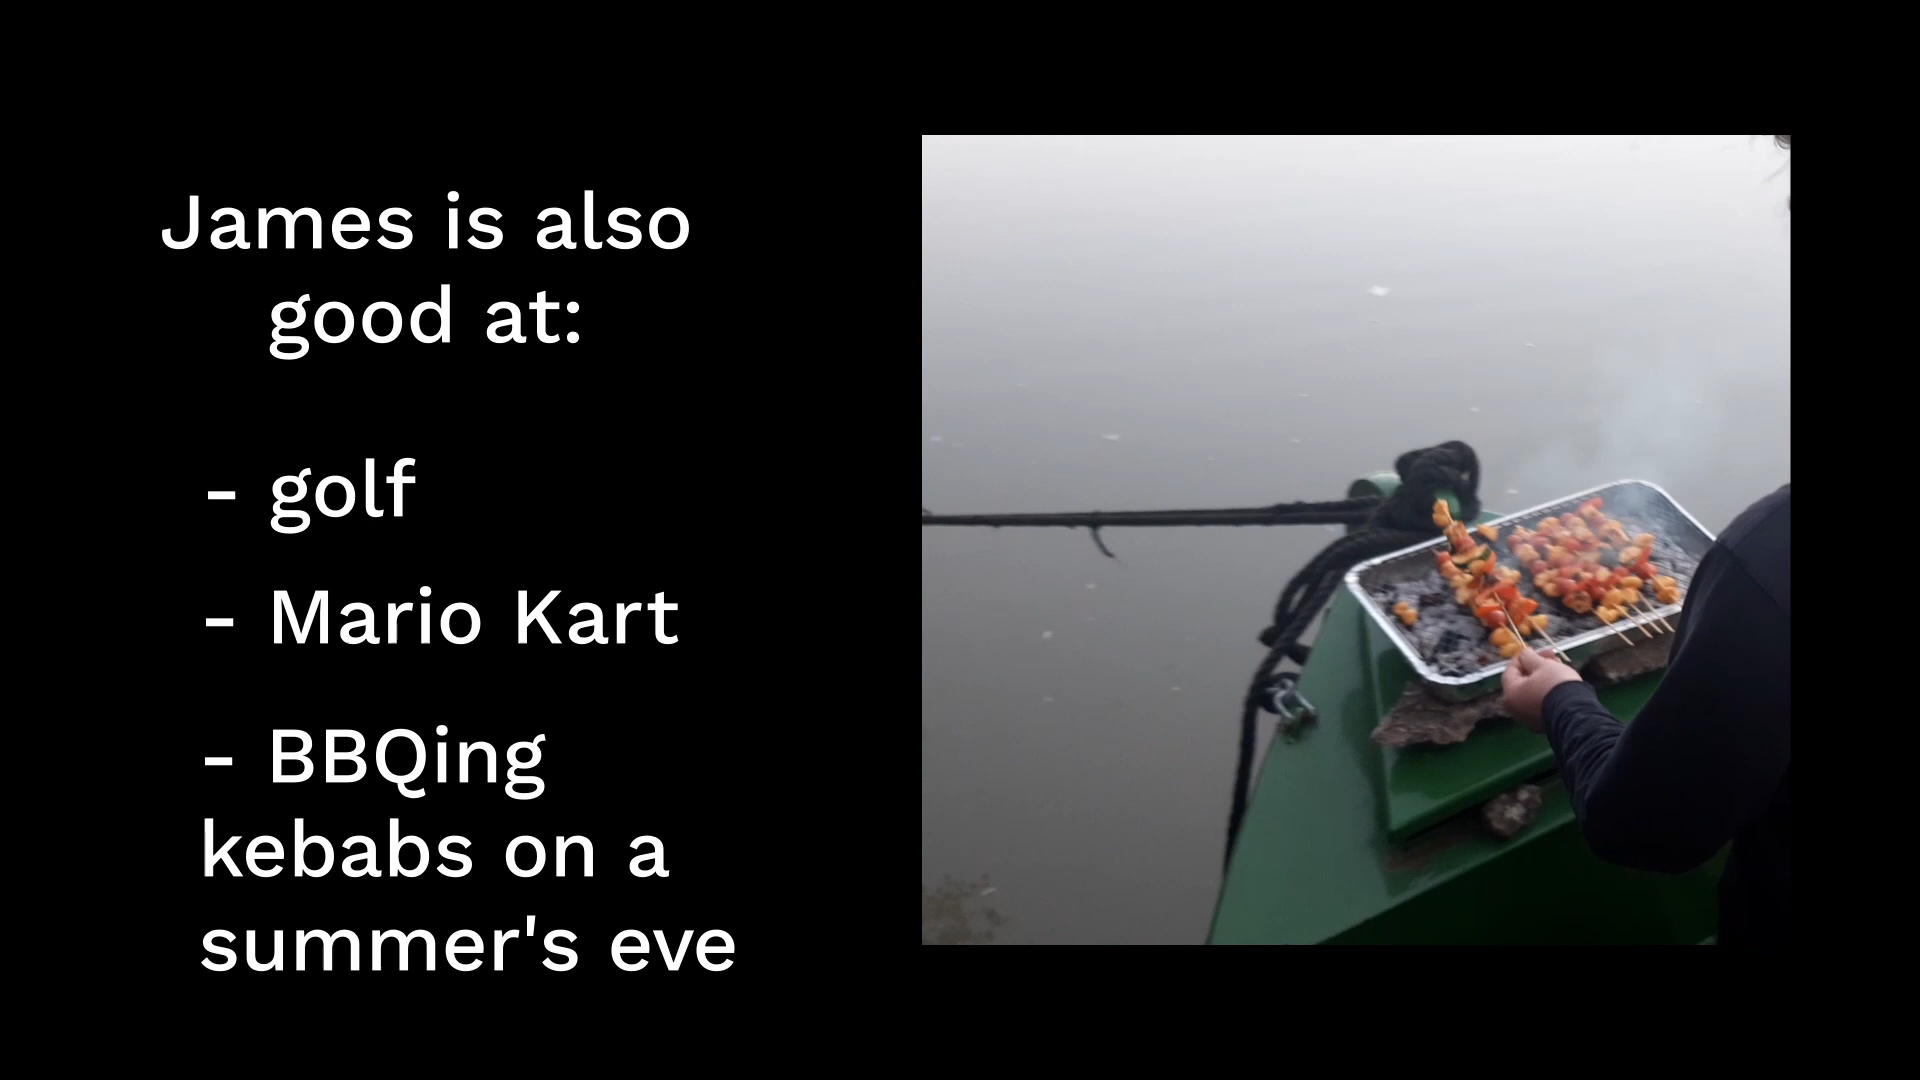 James is also
good at:
- golf
- Mario Kart
- BBQing
kebabs on a
summer's eve